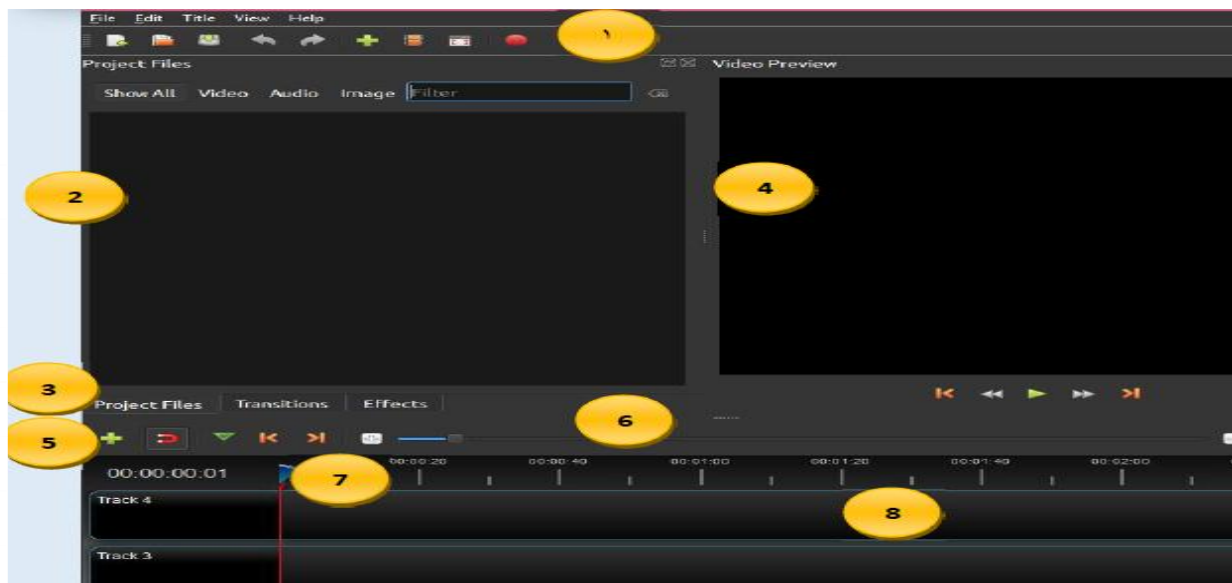 File Edit Title View Help
١
Project Files
Video Preview
Show All Video Audio Image Filter
2
4
3
Project Files Transitions Effects
6
5
00:00:20 00:00:40 00:01:00 00:01:20 00:01:40 00:02:00
00:00:00:01
7
Track 4
8
Track 3